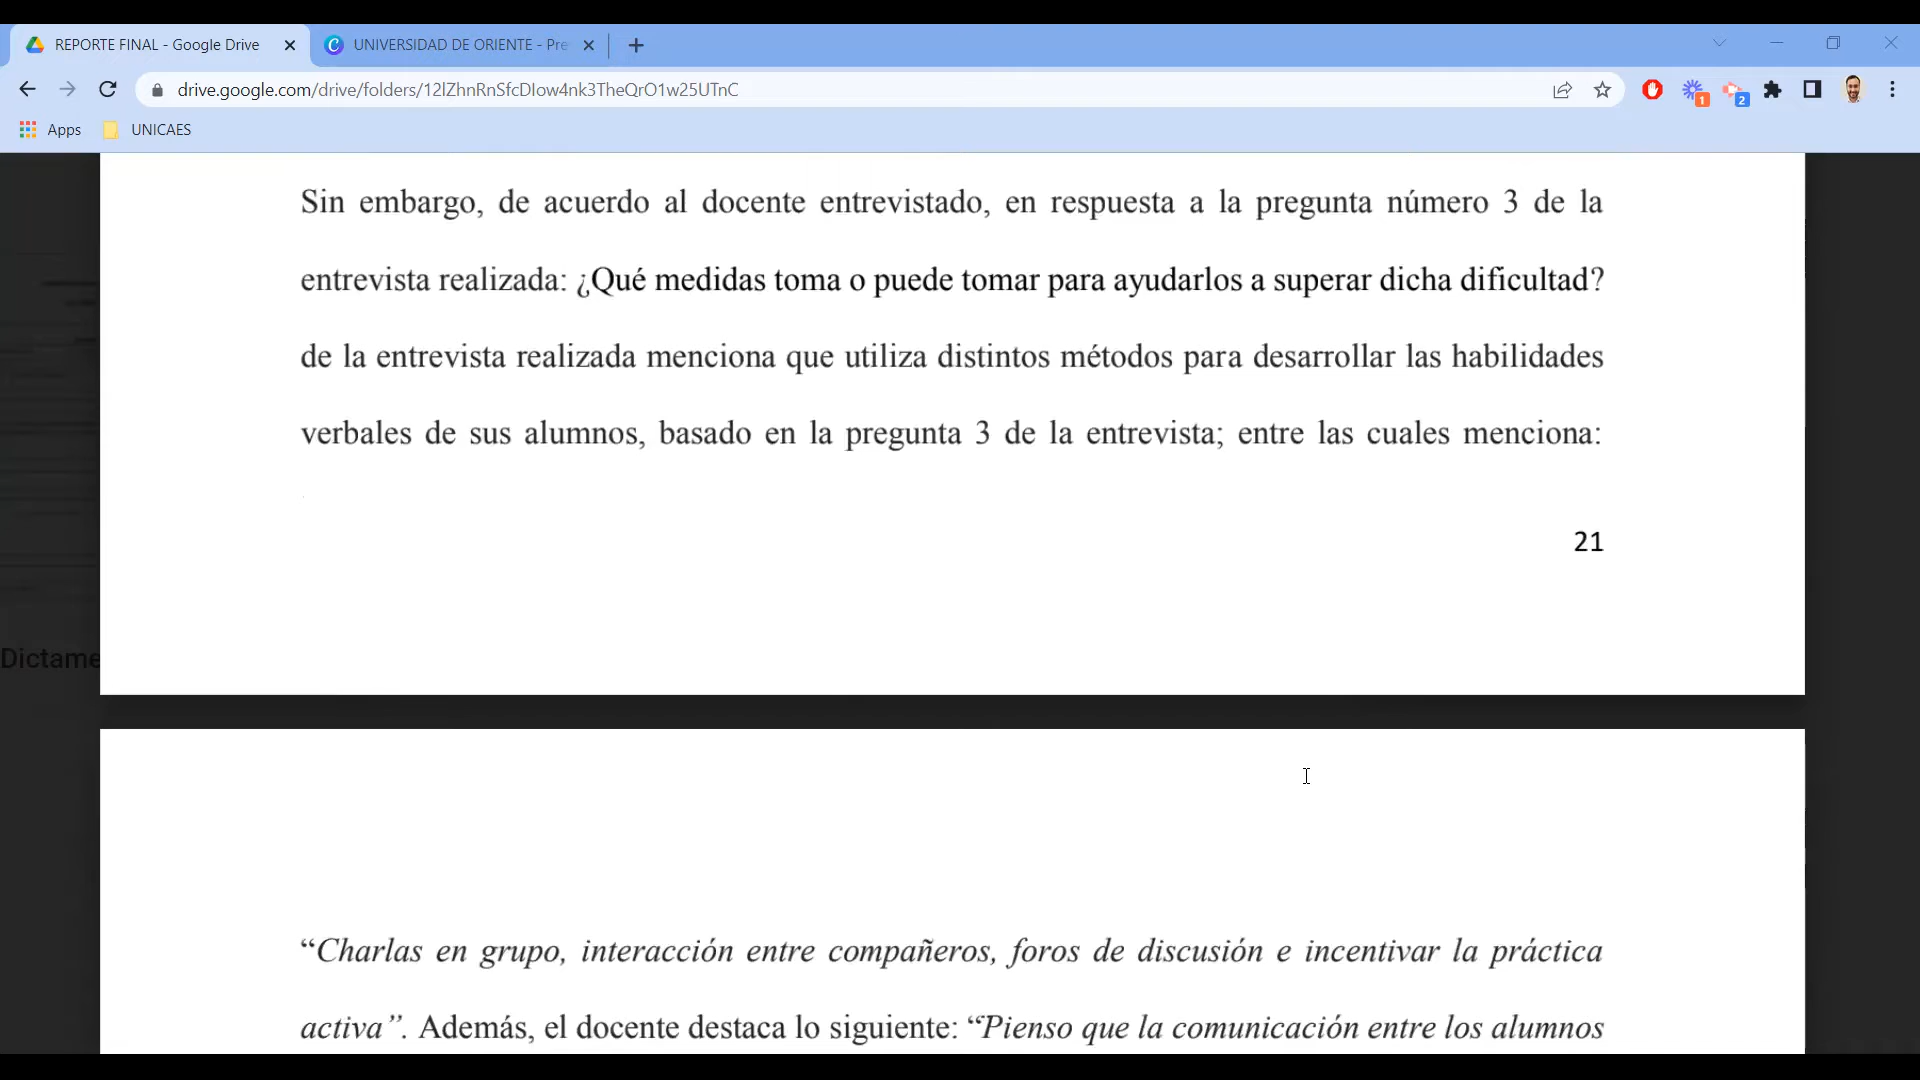 REPORTE FINAL - Google Drive
UNIVERSIDAD DE ORIENTE - Pre
drive.google.com/drive/folders/12lZhnRnSfcDIow4nk3TheQrO1w25UTnC
1
2
Apps
UNICAES
Sin embargo, de acuerdo al docente entrevistado, en respuesta a la pregunta número 3 de la
entrevista realizada: ¿Qué medidas toma o puede tomar para ayudarlos a superar dicha dificultad?
de la entrevista realizada menciona que utiliza distintos métodos para desarrollar las habilidades
verbales de sus alumnos, basado en la pregunta 3 de la entrevista; entre las cuales menciona:
21
Dictame
“Charlas en grupo, interacción entre compañeros, foros de discusión e incentivar la práctica
activa”. Además, el docente destaca lo siguiente: “Pienso que la comunicación entre los alumnos